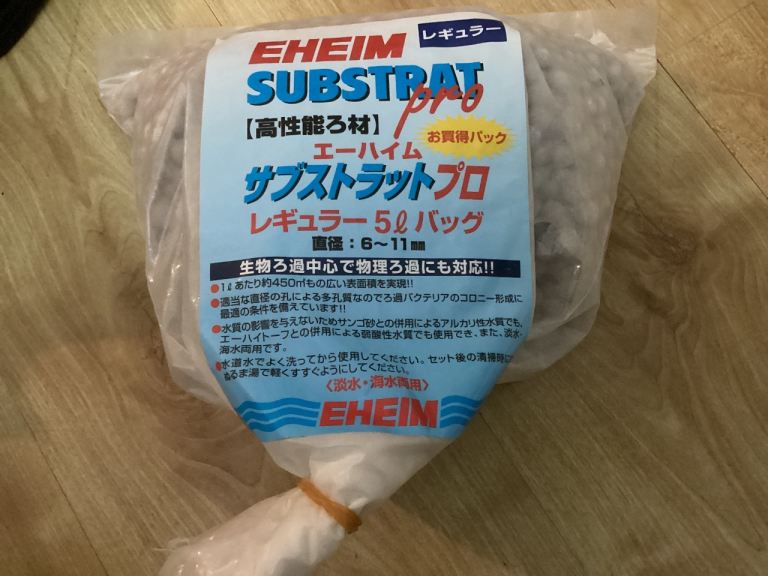 EHEIM
レギュラー
SUBSTRAT
pro
【高性能ろ材】
お買得パック
エーハイム
サブストラットプロ
レギュラー 5ℓ バッグ
直径：6〜11㎜
生物ろ過中心で物理ろ過にも対応!!
●1ℓあたり約450㎡もの広い表面積を実現!!
●適当な直径の孔による多孔質なのでろ過バクテリアのコロニー形成に
最適の条件を備えています!!
●水質の影響を与えないためサンゴ砂との併用によるアルカリ性水質でも、
エーハイトーフとの併用による弱酸性水質でも使用でき、また、淡水・
海水両用です。
●水道水でよく洗ってから使用してください。セット後の清掃時に
ぬるま湯で軽くすすぐようにしてください。
〈淡水・海水両用〉
EHEIM